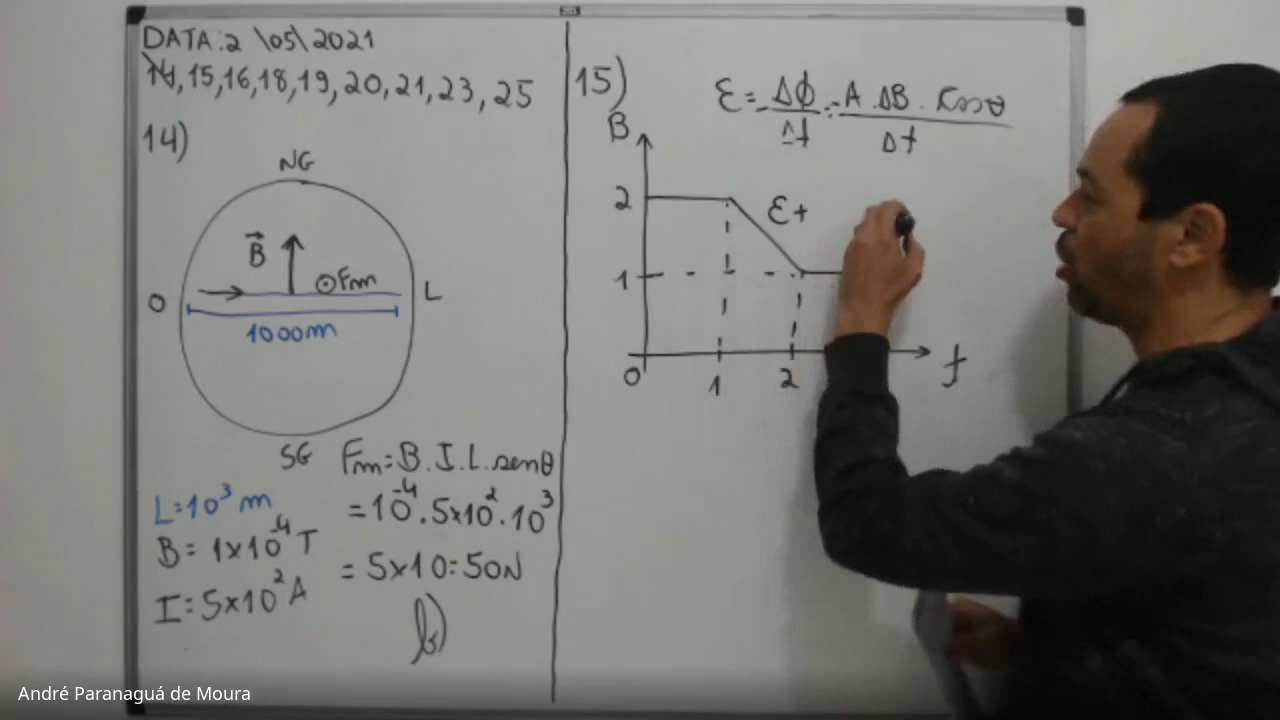 DATA: 2 \05\ 2021
14, 15, 16, 18, 19, 20, 21, 23, 25
14)
NG
B
Fm
O
L
1000m
SG
Fm = B.I.L.senθ
= 10⁻⁴.5x10².10³
= 5x10 = 50N
b)
L = 10³ m
B = 1x10⁻⁴ T
I = 5x10² A
15)
ε = -Δϕ/Δt = -A.ΔB.cosθ/Δt
B
2
ε+
1
0
1
2
t
André Paranaguá de Moura